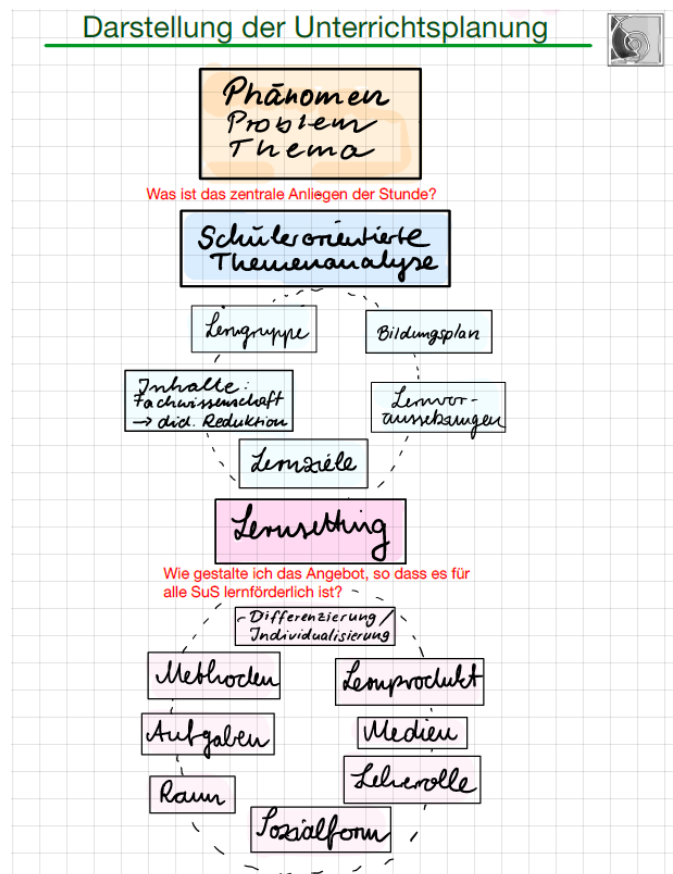 Darstellung der Unterrichtsplanung
Phänomen
Problem
Thema
Was ist das zentrale Anliegen der Stunde?
Schülerorientierte
Themenanalyse
Lerngruppe
Bildungsplan
Inhalte:
Fachwissenschaft
→ did. Reduktion
Lernvor-
aussetzungen
Lernziele
Lernsetting
Wie gestalte ich das Angebot, so dass es für
alle SuS lernförderlich ist?
- Differenzierung/
Individualisierung
Methoden
Lernprodukt
Aufgaben
Medien
Raum
Leherolle
Sozialform